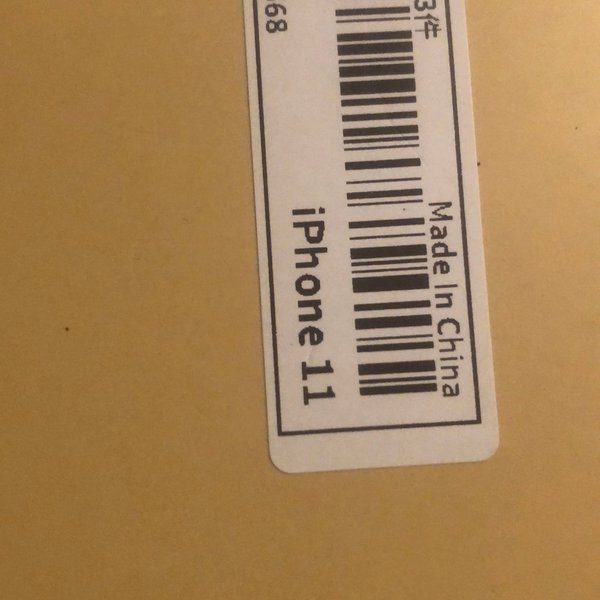 68
iPhone 11
3件
Made In China